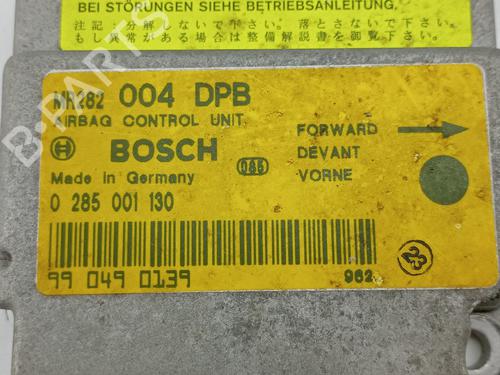 BEI STÖRUNGEN SIEHE BETRIEBSANLEITUNG.
注：分解しないで下さい。落とさないで下さい。
もし異常がある場合は整備解説書を御覧下さい。
MR282 004 DPB
AIRBAG CONTROL UNIT
FORWARD
BOSCH
DEVANT
Made in Germany
VORNE
0 285 001 130
99 049 0139
962
23
B-PARTS